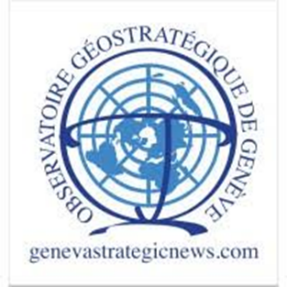 OBSERVATOIRE GÉOSTRATÉGIQUE DE GENÈVE
genevastrategicnews.com